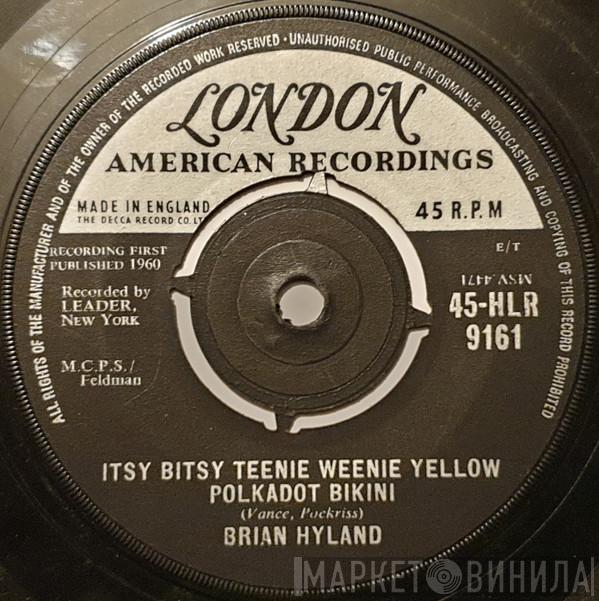 ALL RIGHTS OF THE MANUFACTURER AND OF THE OWNER OF THE RECORDED WORK RESERVED · UNAUTHORISED PUBLIC PERFORMANCE BROADCASTING AND COPYING OF THIS RECORD PROHIBITED
LONDON
AMERICAN RECORDINGS
MADE IN ENGLAND
THE DECCA RECORD CO. LTD
45 R.P.M
RECORDING FIRST
PUBLISHED 1960
E/T
Recorded by
LEADER,
NEW YORK
MSV.4471
45-HLR
9161
M.C.P.S./
Feldman
ITSY BITSY TEENIE WEENIE YELLOW
POLKADOT BIKINI
(Vance, Pockriss)
BRIAN HYLAND
МАРКЕТ ВИНИЛА